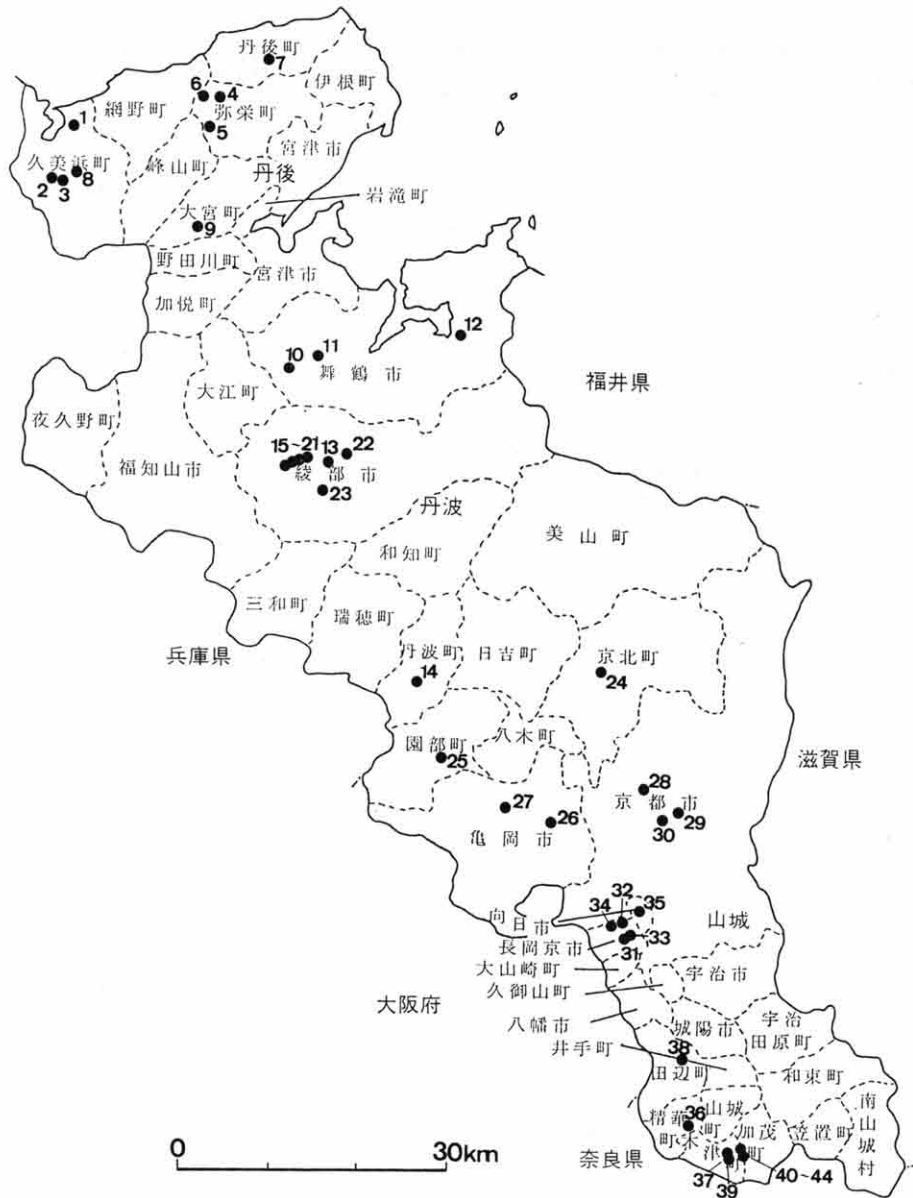 丹後町
7
伊根町
6
4
網野町
弥栄町
1
5
宮津市
久美浜町
8
峰山町
丹後
2
3
岩滝町
大宮町
9
野田川町
宮津市
加悦町
12
11
10
舞鶴市
大江町
福井県
夜久野町
15~21
13
22
福知山市
綾部市
23
丹波
美山町
和知町
三和町
瑞穂町
兵庫県
丹波町
日吉町
京北町
14
24
八木町
園部町
25
滋賀県
28
27
京都市
26
29
30
亀岡市
32
35
34
向日市
山城
33
長岡京市
31
大山崎町
宇治市
久御山町
大阪府
八幡市
城陽市
宇治
田原町
井手町
38
田辺町
和束町
南山城村
36
山城町
精華町
加茂町
笠置町
木津町
奈良県
37
39
40~44
0
30km